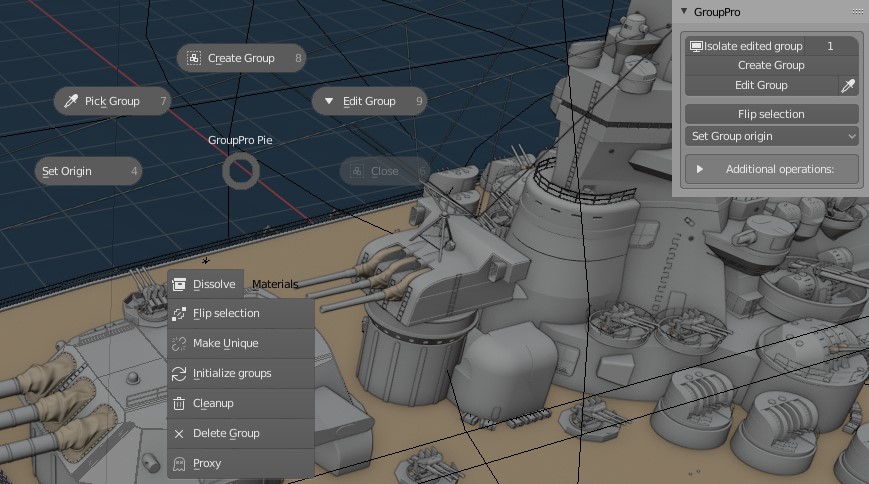 GroupPro
Isolate edited group 1
Create Group
Edit Group
Flip selection
Set Group origin
Additional operations:
Create Group 8
Pick Group 7
Edit Group 9
GroupPro Pie
Set Origin 4
Close 6
Dissolve
Materials
Flip selection
Make Unique
Initialize groups
Cleanup
Delete Group
Proxy